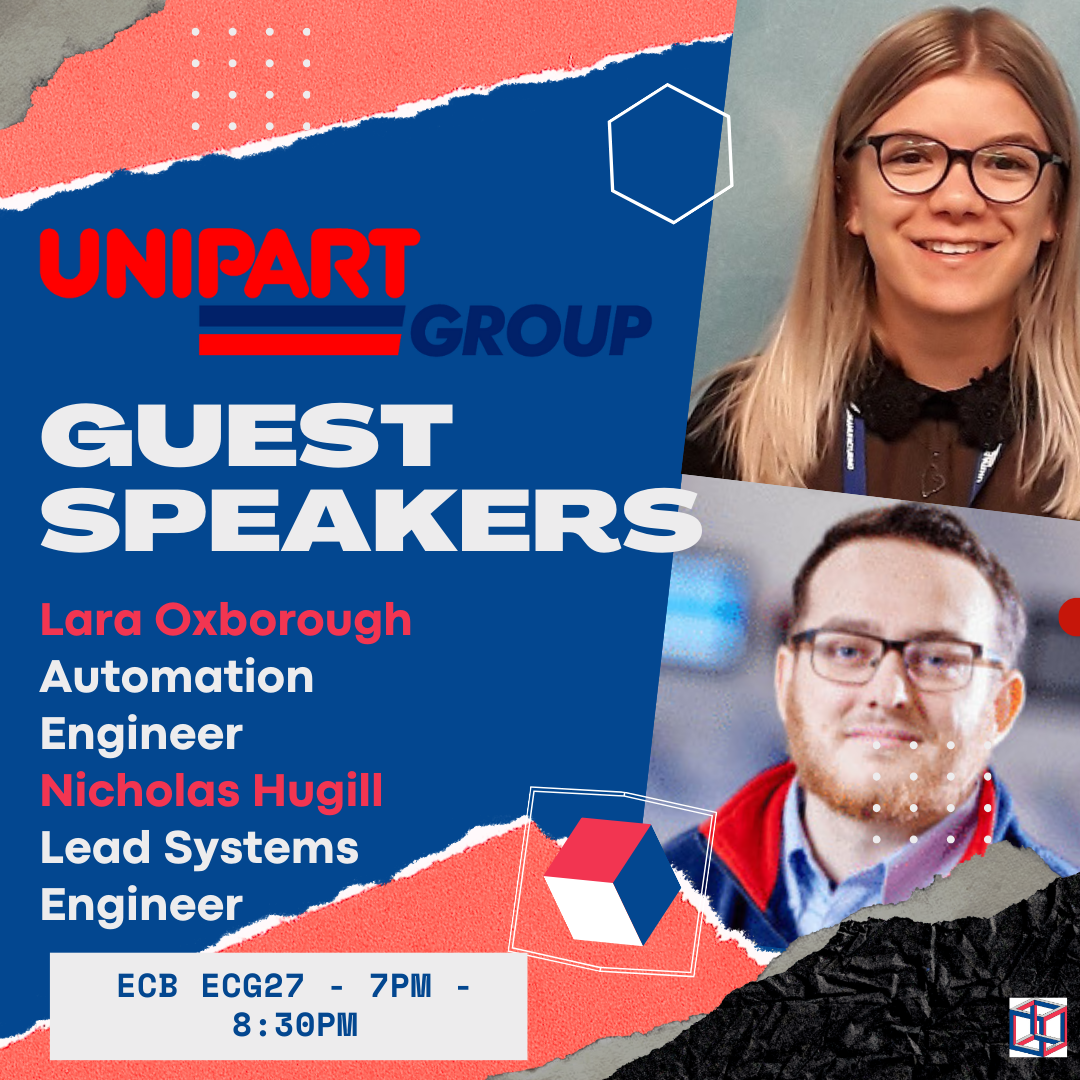 UNIPART
GROUP
GUEST
SPEAKERS
Lara Oxborough
Automation
Engineer
Nicholas Hugill
Lead Systems
Engineer
ECB ECG27 - 7PM -
8:30PM